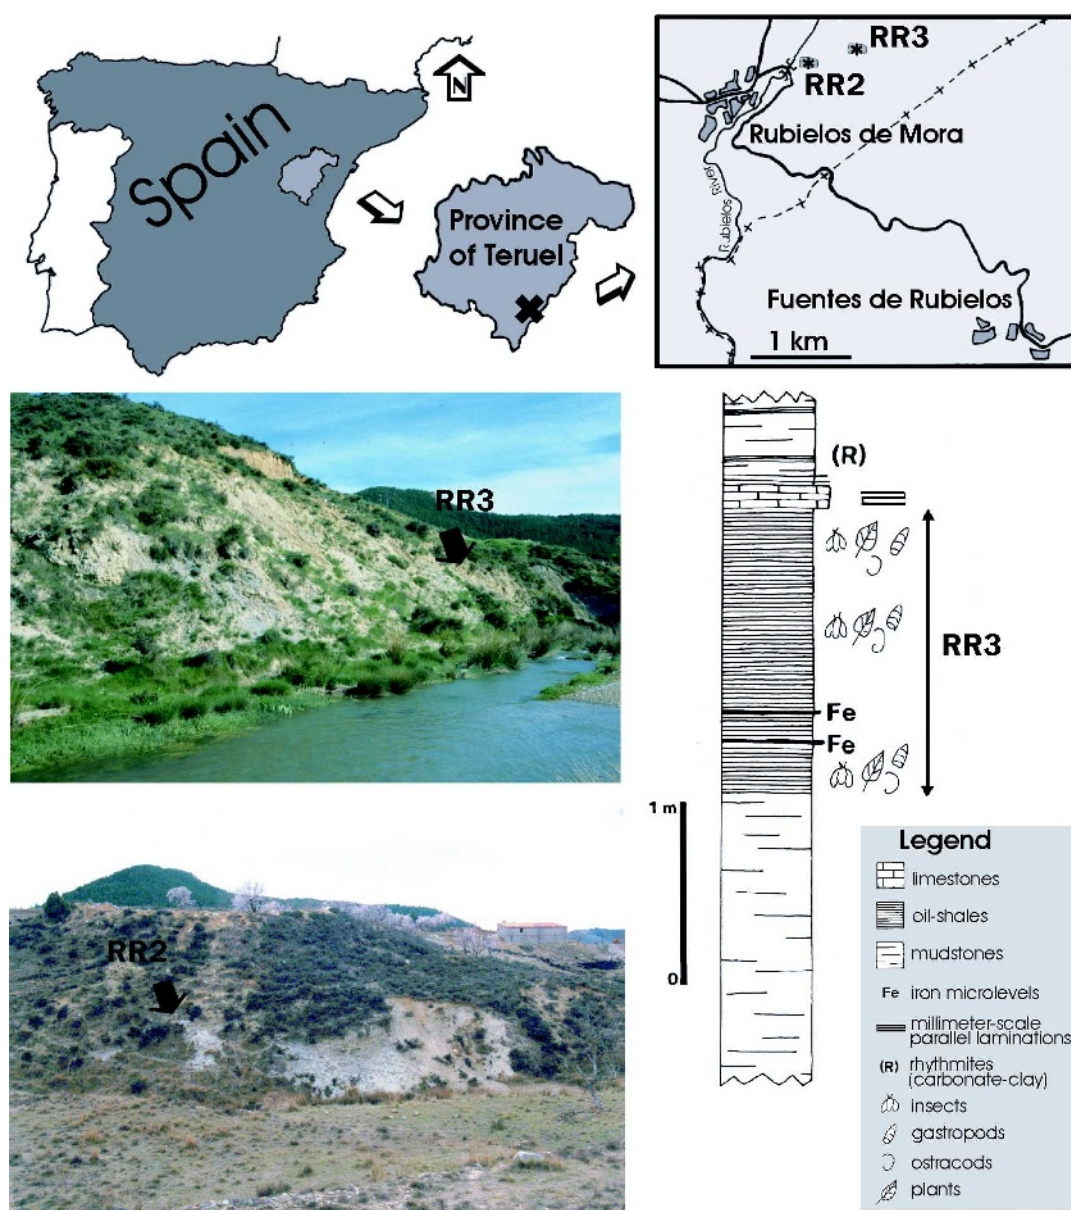 Spain
N
Province
of Teruel
RR3
RR2
Rubielos de Mora
Rubielos River
Fuentes de Rubielos
1 km
RR3
(R)
RR3
Fe
Fe
1 m
0
RR2
Legend
limestones
oil-shales
mudstones
Fe iron microlevels
millimeter-scale
parallel laminations
(R) rhythmites
(carbonate-clay)
insects
gastropods
ostracods
plants